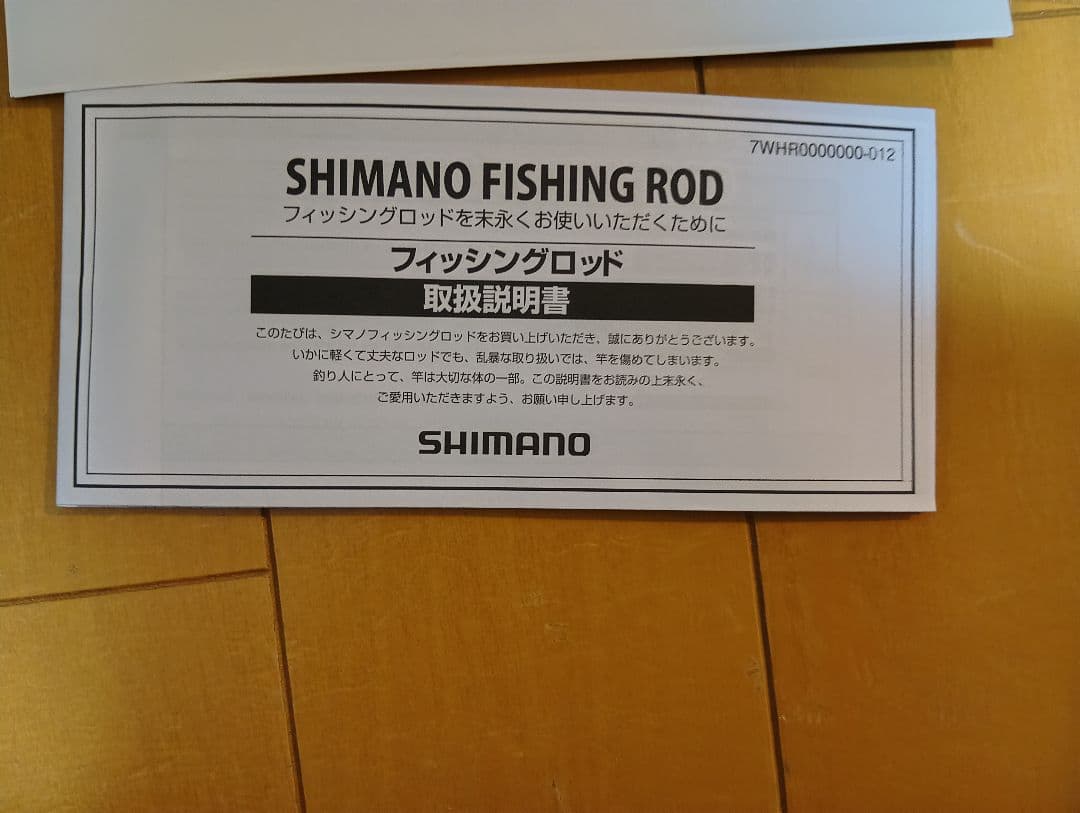 7WHR0000000-012
SHIMANO FISHING ROD
フィッシングロッドを末永くお使いいただくために
フィッシングロッド
取扱説明書
このたびは、シマノフィッシングロッドをお買い上げいただき、誠にありがとうございます。
いかに軽くて丈夫なロッドでも、乱暴な取り扱いでは、竿を傷めてしまいます。
釣り人にとって、竿は大切な体の一部。この説明書をお読みの上末永く、
ご愛用いただきますよう、お願い申し上げます。
SHIMANO